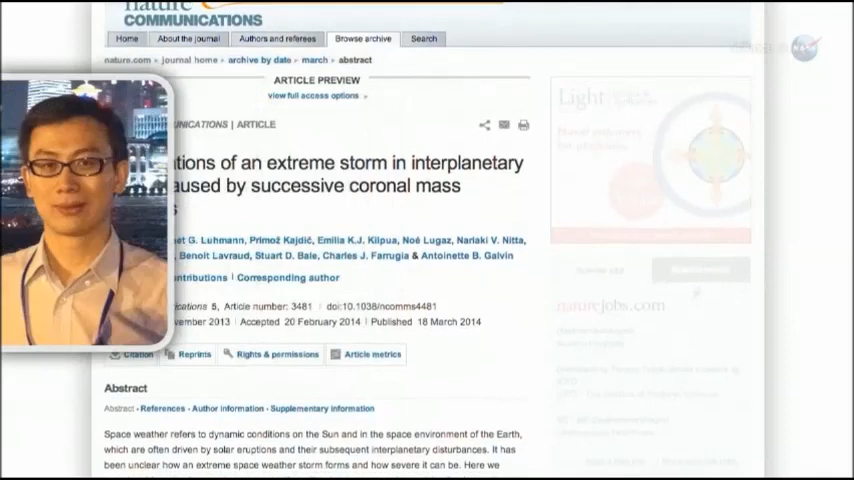 nature
COMMUNICATIONS
Home About the journal Authors and referees Browse archive Search
nature.com ▸ journal home ▸ archive by date ▸ march ▸ abstract
ARTICLE PREVIEW
view full access options ▸
UNICATIONS | ARTICLE
ations of an extreme storm in interplanetary
aused by successive coronal mass
s
et G. Luhmann, Primož Kajdič, Emilia K.J. Kilpua, Noé Lugaz, Nariaki V. Nitta,
, Benoit Lavraud, Stuart D. Bale, Charles J. Farrugia & Antoinette B. Galvin
ntributions | Corresponding author
ications 5, Article number: 3481 | doi:10.1038/ncomms4481
vember 2013 | Accepted 20 February 2014 | Published 18 March 2014
Citation Reprints Rights & permissions Article metrics
Abstract
Abstract • References • Author information • Supplementary information
Space weather refers to dynamic conditions on the Sun and in the space environment of the Earth,
which are often driven by solar eruptions and their subsequent interplanetary disturbances. It has
been unclear how an extreme space weather storm forms and how severe it can be. Here we
Light
naturejobs.com